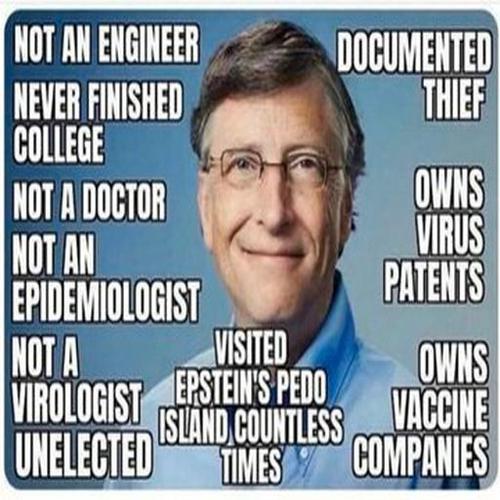 NOT AN ENGINEER
NEVER FINISHED
COLLEGE
NOT A DOCTOR
NOT AN
EPIDEMIOLOGIST
NOT A
VIROLOGIST
UNELECTED
VISITED
EPSTEIN'S PEDO
ISLAND COUNTLESS
TIMES
DOCUMENTED
THIEF
OWNS
VIRUS
PATENTS
OWNS
VACCINE
COMPANIES